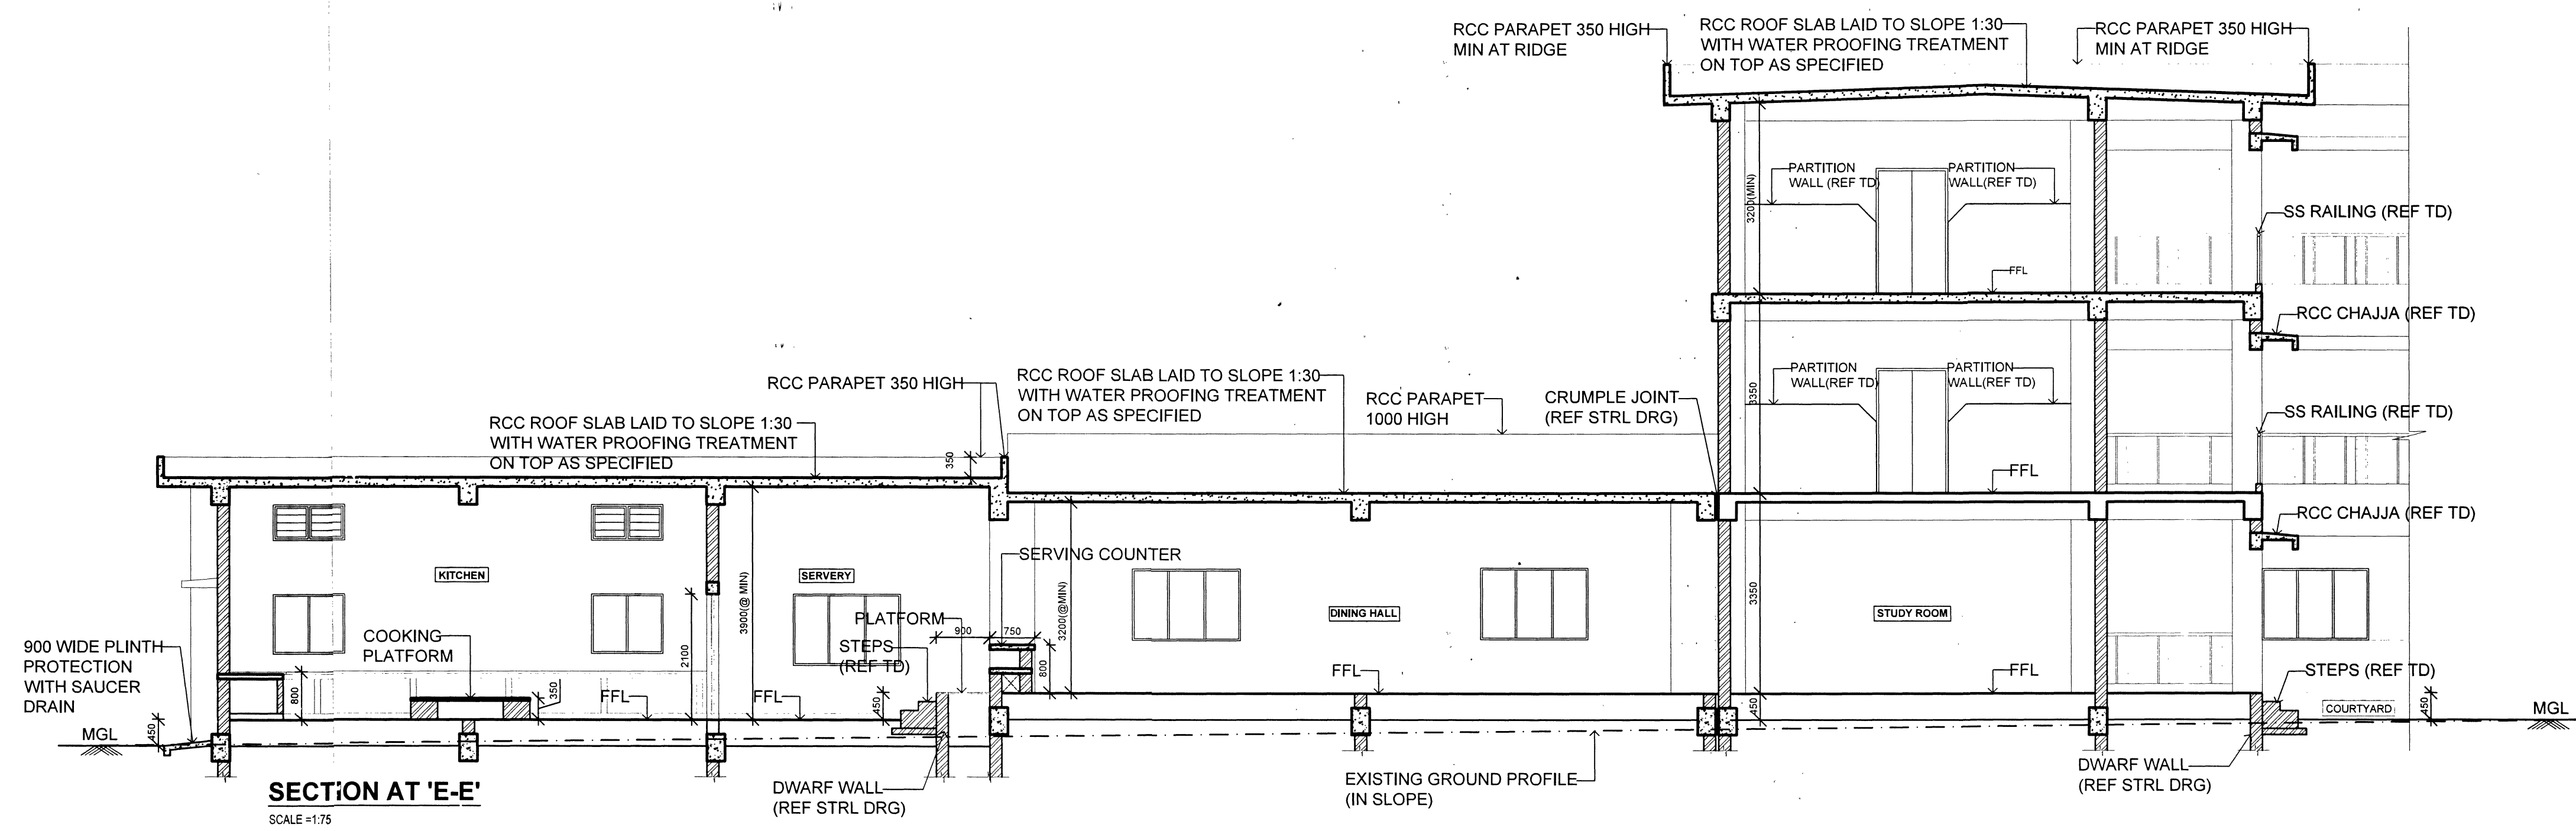 RCC PARAPET 350 HIGH
MIN AT RIDGE
RCC ROOF SLAB LAID TO SLOPE 1:30
WITH WATER PROOFING TREATMENT
ON TOP AS SPECIFIED
RCC PARAPET 350 HIGH
MIN AT RIDGE
PARTITION
WALL (REF TD)
PARTITION
WALL(REF TD)
3200(MIN)
FFL
SS RAILING (REF TD)
RCC CHAJJA (REF TD)
PARTITION
WALL(REF TD)
PARTITION
WALL(REF TD)
3350
FFL
SS RAILING (REF TD)
RCC CHAJJA (REF TD)
RCC PARAPET 350 HIGH
RCC ROOF SLAB LAID TO SLOPE 1:30
WITH WATER PROOFING TREATMENT
ON TOP AS SPECIFIED
RCC PARAPET
1000 HIGH
CRUMPLE JOINT
(REF STRL DRG)
RCC ROOF SLAB LAID TO SLOPE 1:30
WITH WATER PROOFING TREATMENT
ON TOP AS SPECIFIED
350
KITCHEN
SERVERY
SERVING COUNTER
DINING HALL
STUDY ROOM
3900(@ MIN)
3200(@MIN)
3350
2100
PLATFORM
900
750
STEPS
(REF TD)
800
COOKING
PLATFORM
900 WIDE PLINTH
PROTECTION
WITH SAUCER
DRAIN
800
350
FFL
FFL
450
FFL
FFL
450
STEPS (REF TD)
COURTYARD
450
MGL
MGL
450
SECTION AT 'E-E'
SCALE =1:75
DWARF WALL
(REF STRL DRG)
EXISTING GROUND PROFILE
(IN SLOPE)
DWARF WALL
(REF STRL DRG)